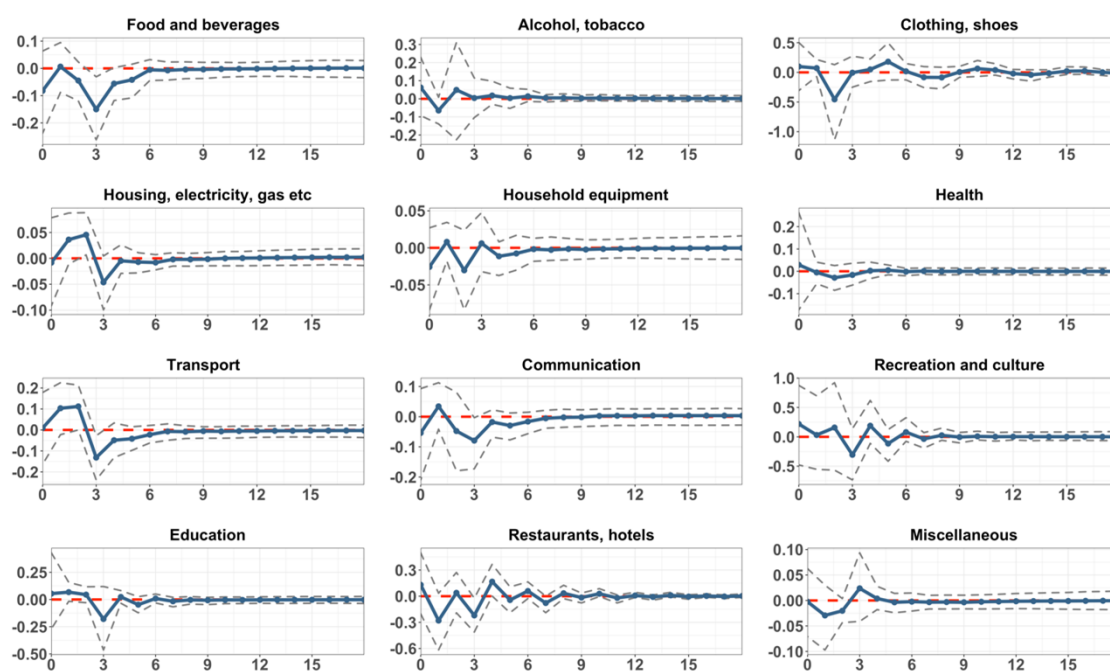 Food and beverages
0.1
0.0
-0.1
-0.2
0 3 6 9 12 15
Alcohol, tobacco
0.3
0.2
0.1
0.0
-0.1
-0.2
0 3 6 9 12 15
Clothing, shoes
0.5
0.0
-0.5
-1.0
0 3 6 9 12 15
Housing, electricity, gas etc
0.05
0.00
-0.05
-0.10
0 3 6 9 12 15
Household equipment
0.05
0.00
-0.05
0 3 6 9 12 15
Health
0.2
0.1
0.0
-0.1
0 3 6 9 12 15
Transport
0.2
0.1
0.0
-0.1
-0.2
0 3 6 9 12 15
Communication
0.1
0.0
-0.1
-0.2
0 3 6 9 12 15
Recreation and culture
1.0
0.5
0.0
-0.5
0 3 6 9 12 15
Education
0.25
0.00
-0.25
-0.50
0 3 6 9 12 15
Restaurants, hotels
0.3
0.0
-0.3
-0.6
0 3 6 9 12 15
Miscellaneous
0.10
0.05
0.00
-0.05
-0.10
0 3 6 9 12 15